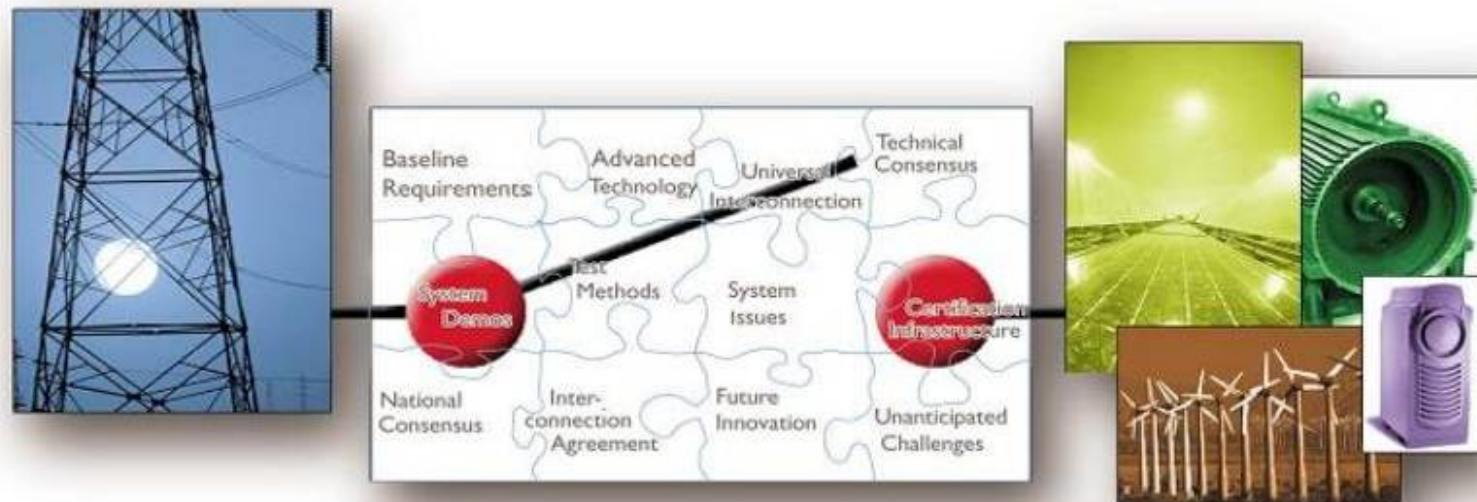 Baseline
Requirements
Advanced
Technology
Universal
Interconnection
Technical
Consensus
System
Demos
Test
Methods
System
Issues
Certification
Infrastructure
National
Consensus
Inter-
connection
Agreement
Future
Innovation
Unanticipated
Challenges